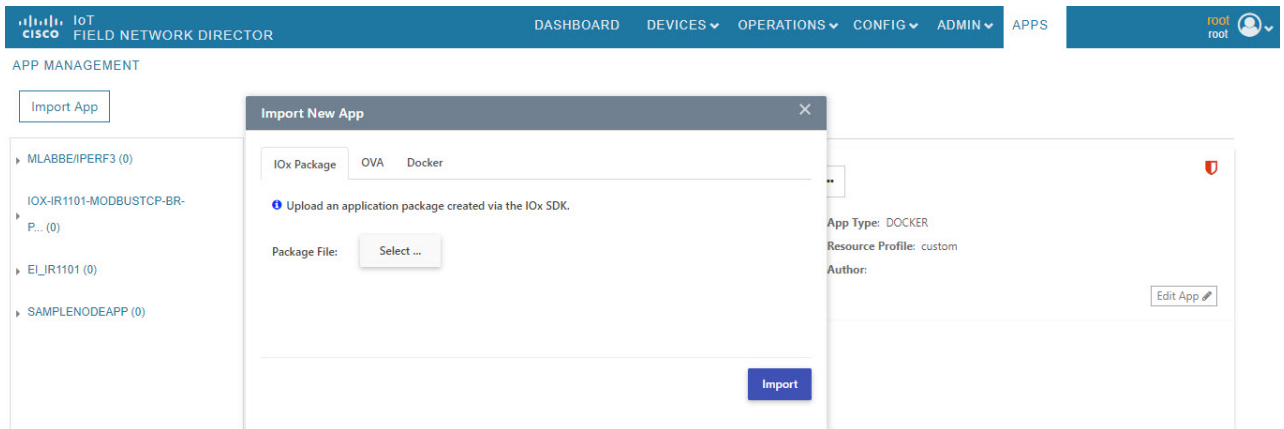 IoT
CISCO FIELD NETWORK DIRECTOR
DASHBOARD DEVICES OPERATIONS CONFIG ADMIN APPS
root
root
APP MANAGEMENT
Import App
MLABBE/IPERF3 (0)
IOX-IR1101-MODBUSTCP-BR-
P... (0)
EI_IR1101 (0)
SAMPLENODEAPP (0)
Import New App
IOx Package OVA Docker
Upload an application package created via the IOx SDK.
Package File: Select ...
Import
App Type: DOCKER
Resource Profile: custom
Author:
Edit App